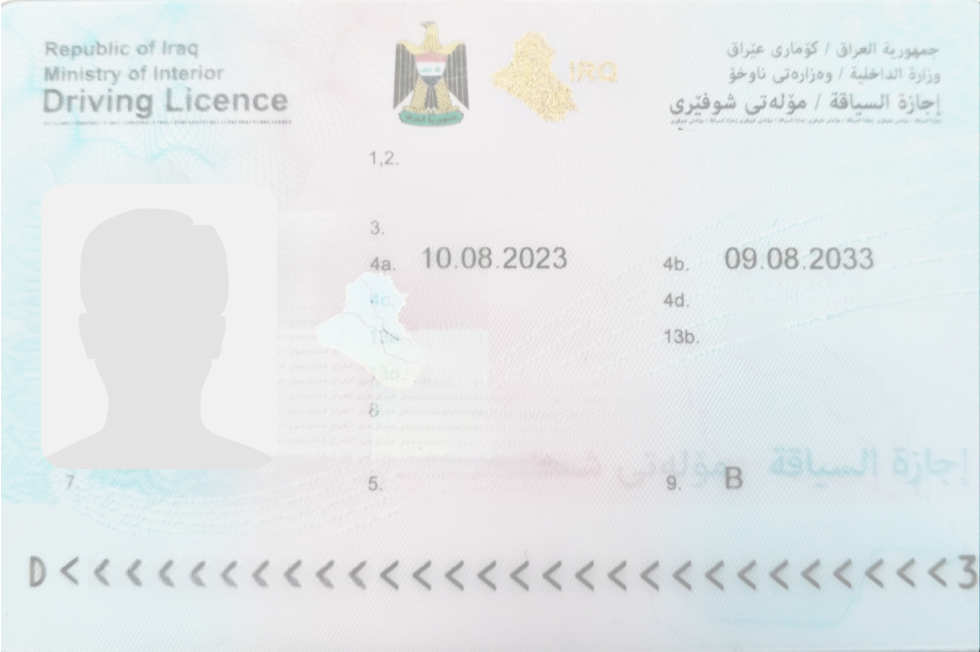 Republic of Iraq
Ministry of Interior
Driving Licence
IRQ
جمهورية العراق / كۆماری عێراق
وزارة الداخلية / وەزارەتی ناوخۆ
إجازة السياقة / مۆڵەتی شوفێری
1,2.
3.
4a. 10.08.2023 4b. 09.08.2033
4c. 4d.
13a. 13b.
13d.
8
إجازة السياقة مۆڵەتی
7. 5. 9. B
D<<<<<<<<<<<<<<<<<<<<<<<<<<<<3